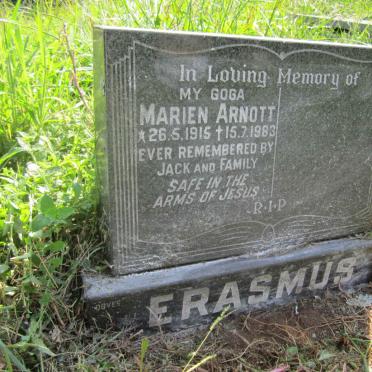 In Loving Memory of
MY GOGA
MARIEN ARNOTT
*26.5.1915 †15.7.1983
EVER REMEMBERED BY
JACK AND FAMILY
SAFE IN THE
ARMS OF JESUS
R.I.P
DOVES
ERASMUS